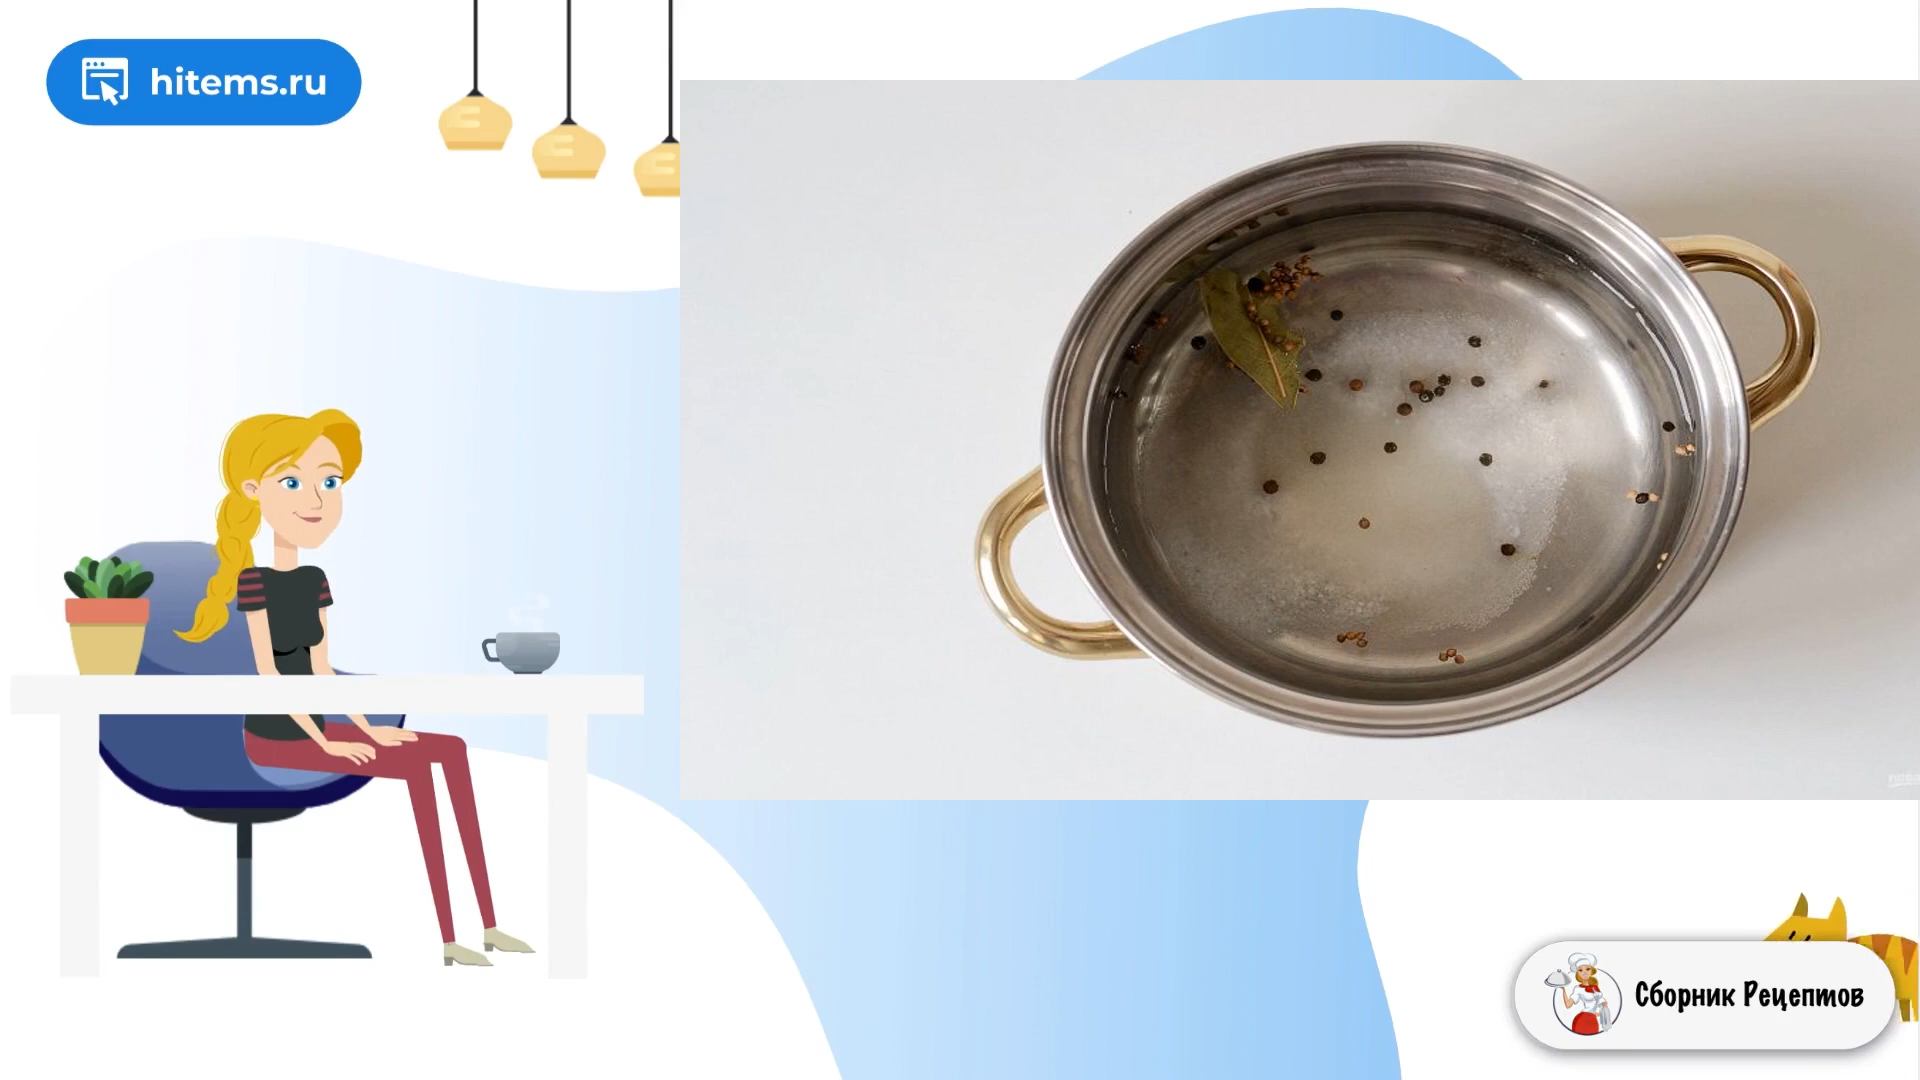 hitems.ru
Сборник Рецептов